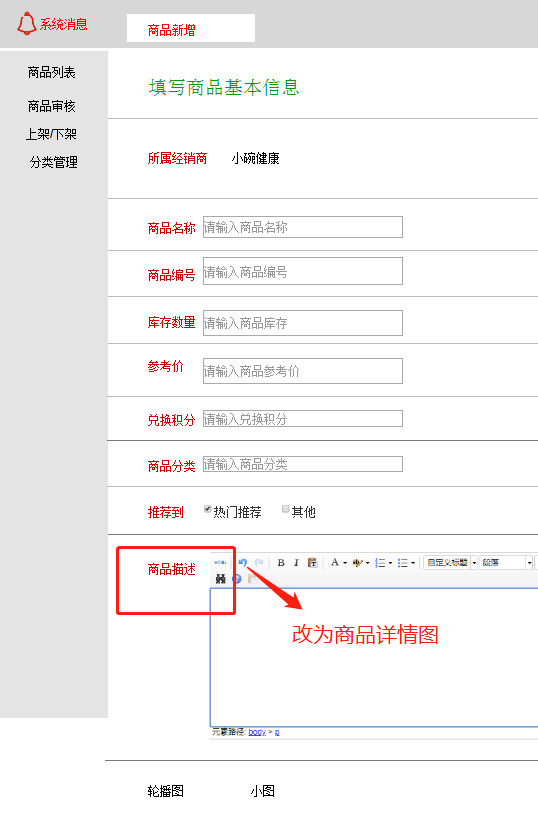 系统消息
商品新增
商品列表
商品审核
上架/下架
分类管理
填写商品基本信息
所属经销商 小碗健康
商品名称 请输入商品名称
商品编号 请输入商品编号
库存数量 请输入商品库存
参考价 请输入商品参考价
兑换积分 请输入兑换积分
商品分类 请输入商品分类
推荐到 热门推荐 其他
商品描述
HTML B I A 自定义标题 段落
改为商品详情图
元素路径: body > p
轮播图 小图